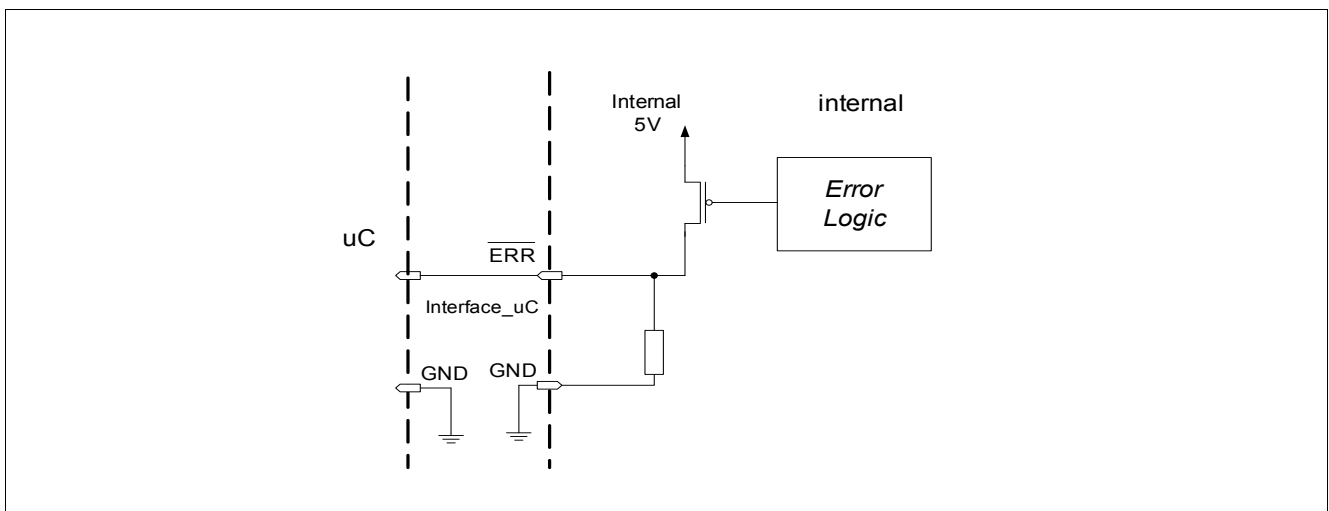 Internal
5V
internal
Error
Logic
uC
ERR
Interface_uC
GND
GND